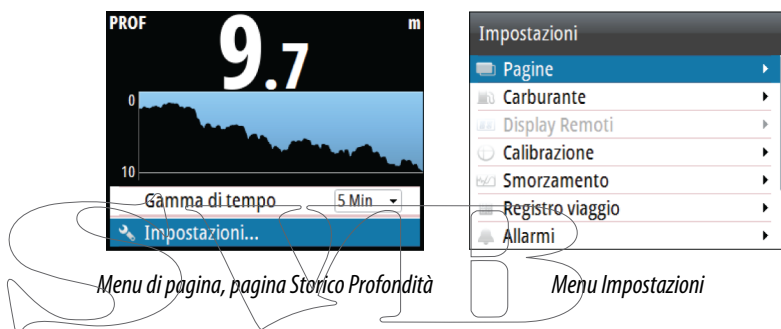 PROF m
9.7
0
10
Gamma di tempo 5 Min
Impostazioni...
Menu di pagina, pagina Storico Profondità
Impostazioni
Pagine
Carburante
Display Remoti
Calibrazione
Smorzamento
Registro viaggio
Allarmi
Menu Impostazioni
SVB